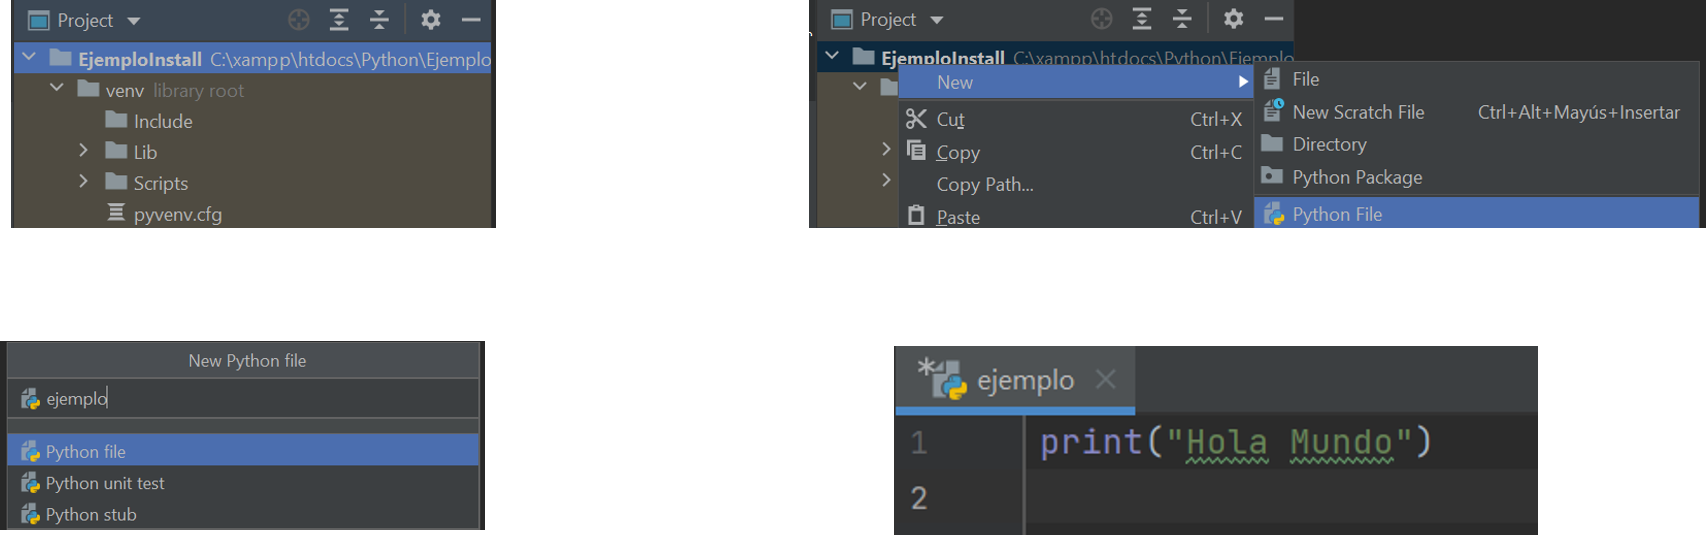 Project
EjemploInstall C:\xampp\htdocs\Python\Ejemplo
venv library root
Include
Lib
Scripts
pyvenv.cfg
Project
EjemploInstall C:\xampp\htdocs\Python\Ejemplo
New
Cut Ctrl+X
Copy Ctrl+C
Copy Path...
Paste Ctrl+V
File
New Scratch File Ctrl+Alt+Mayús+Insertar
Directory
Python Package
Python File
New Python file
ejemplo
Python file
Python unit test
Python stub
ejemplo
1 print("Hola Mundo")
2